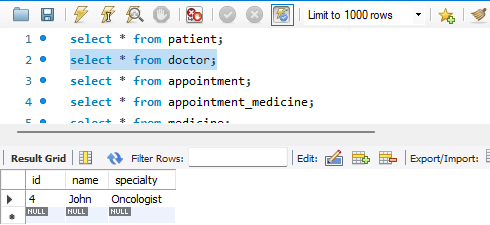 Limit to 1000 rows
1 select * from patient;
2 select * from doctor;
3 select * from appointment;
4 select * from appointment_medicine;
5 select * from medicine;
Result Grid Filter Rows: Edit: Export/Import:
id name specialty
4 John Oncologist
NULL NULL NULL